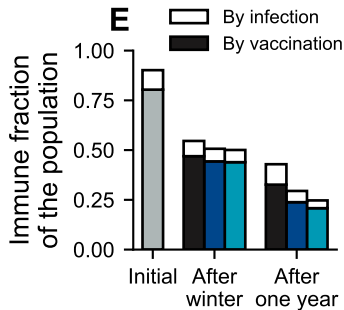 E
By infection
By vaccination
Immune fraction
of the population
1.00
0.75
0.50
0.25
0.00
Initial
After
winter
After
one year